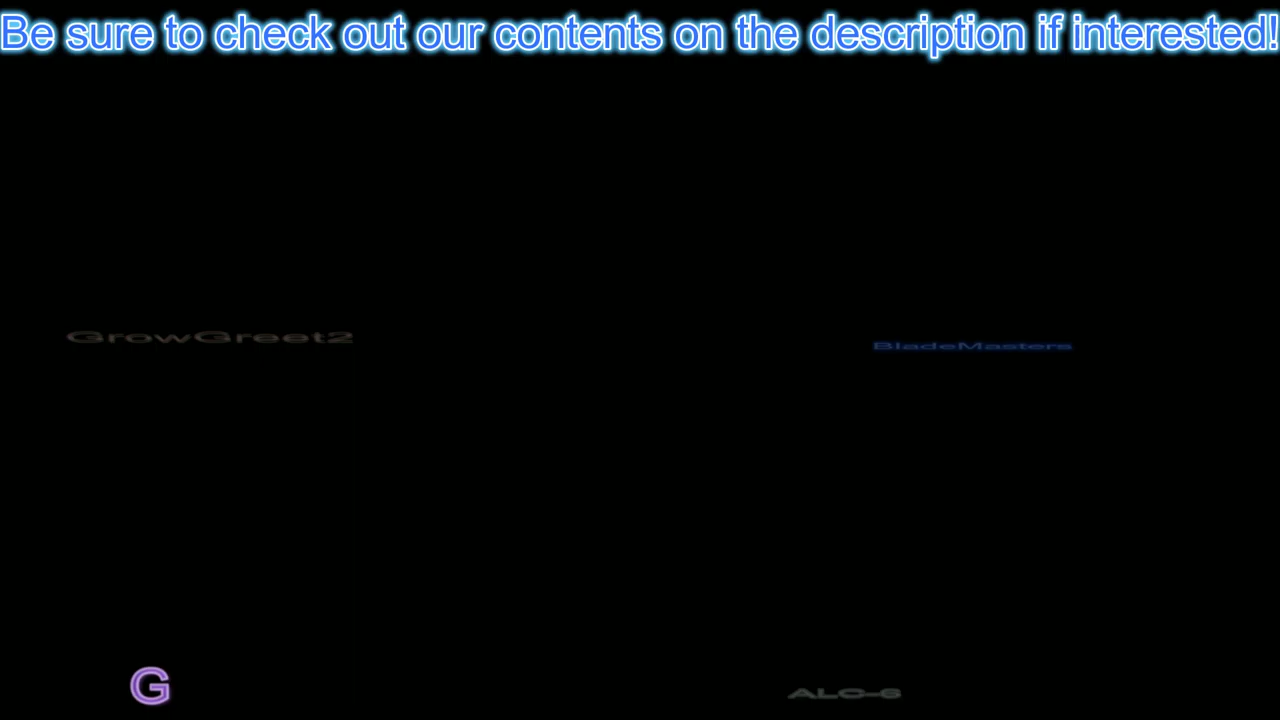 Be sure to check out our contents on the description if interested!
GrowGreet2
BladeMasters
G
ALC-6